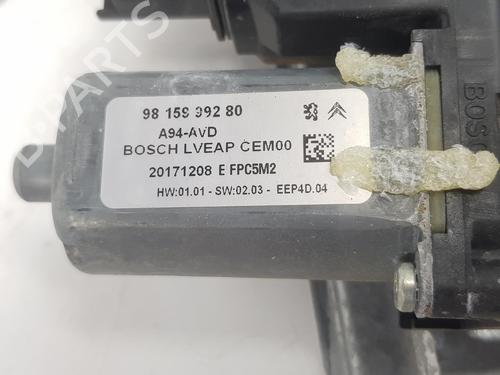 B-PARTS
98 159 992 80
A94-AVD
BOSCH LVEAP CEM00
20171208 E FPC5M2
HW:01.01 - SW:02.03 - EEP4D.04